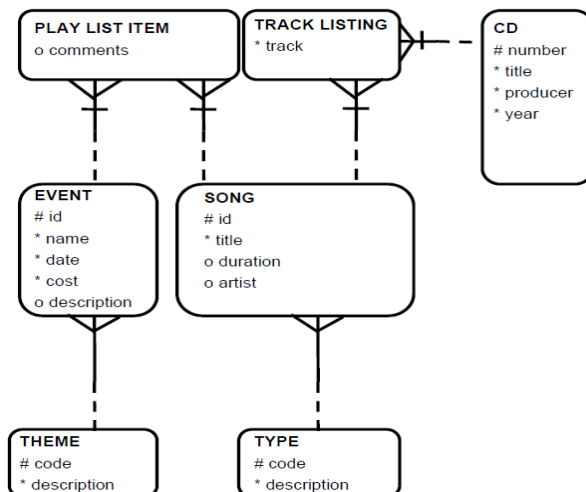 PLAY LIST ITEM
o comments
TRACK LISTING
* track
CD
# number
* title
* producer
* year
EVENT
# id
* name
* date
* cost
o description
SONG
# id
* title
o duration
o artist
THEME
# code
* description
TYPE
# code
* description